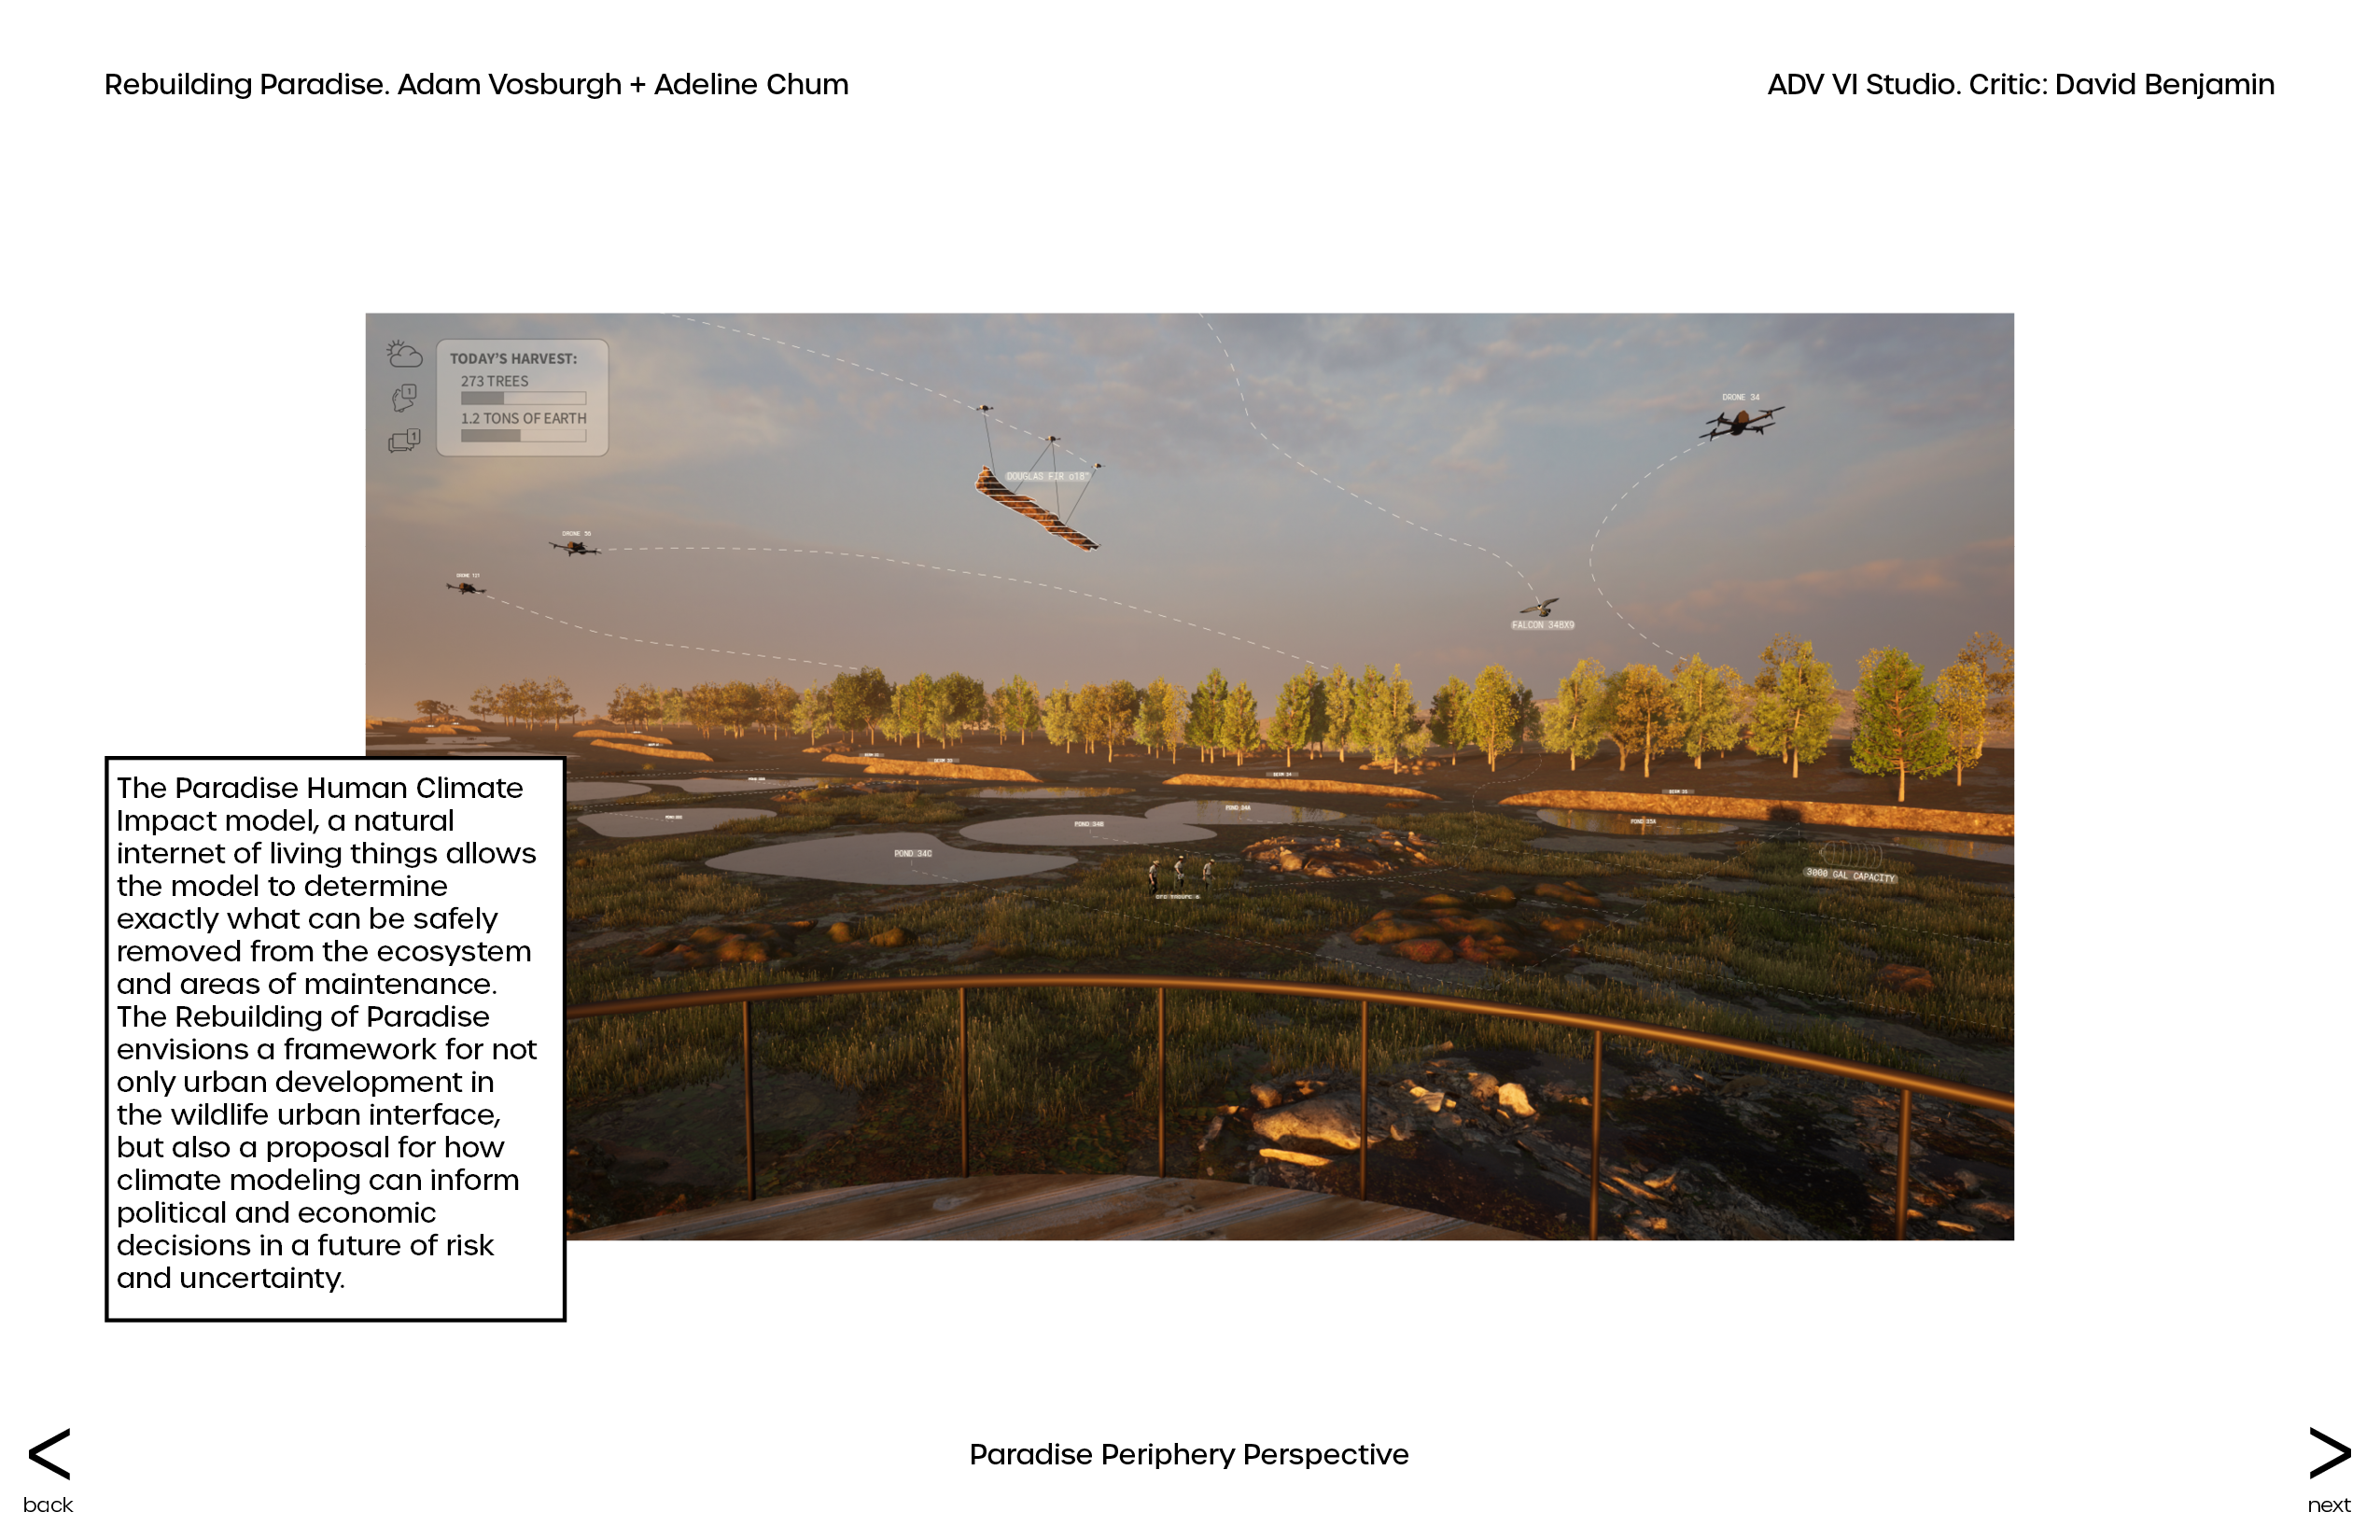 Rebuilding Paradise. Adam Vosburgh + Adeline Chum
ADV VI Studio. Critic: David Benjamin
TODAY'S HARVEST:
273 TREES
1.2 TONS OF EARTH
1
1
DRONE 34
DOUGLAS FIR
DRONE 56
FALCON 348X9
POND 34A
POND 34B
POND 34C
POND 33A
3000 GAL CAPACITY
The Paradise Human Climate
Impact model, a natural
internet of living things allows
the model to determine
exactly what can be safely
removed from the ecosystem
and areas of maintenance.
The Rebuilding of Paradise
envisions a framework for not
only urban development in
the wildlife urban interface,
but also a proposal for how
climate modeling can inform
political and economic
decisions in a future of risk
and uncertainty.
<
back
Paradise Periphery Perspective
>
next